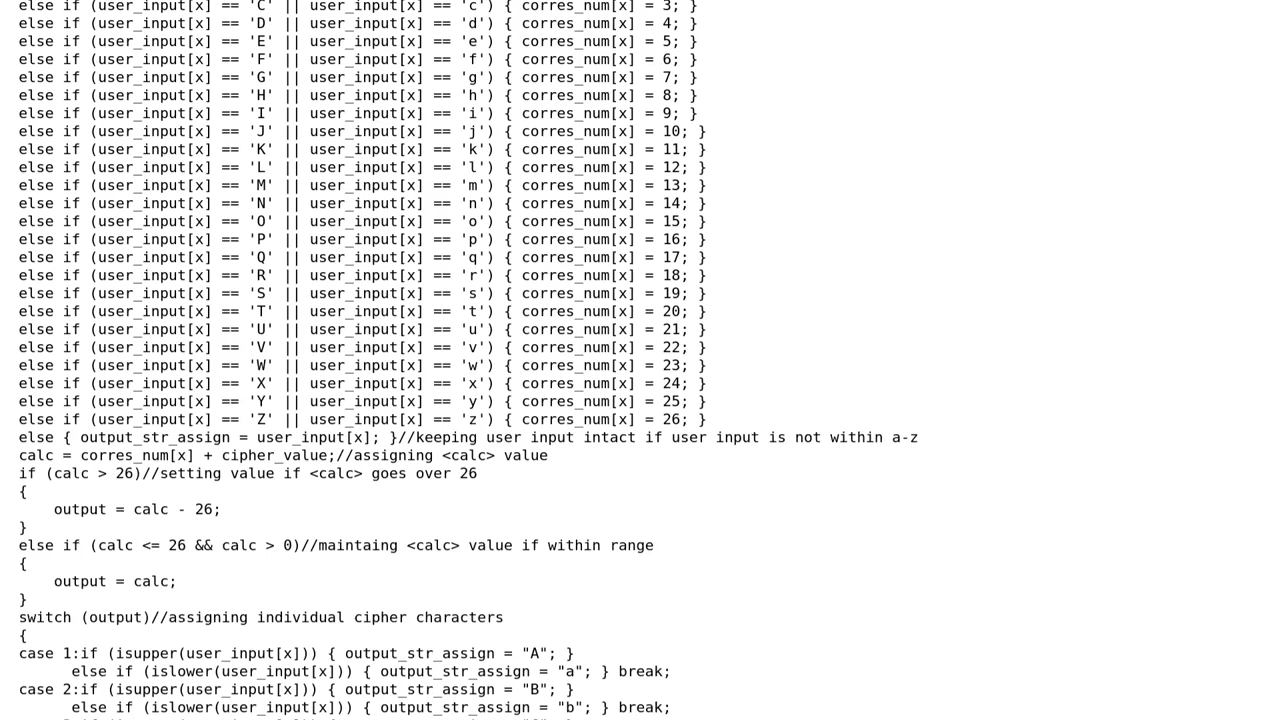 else if (user_input[x] == 'C' || user_input[x] == 'c') { corres_num[x] = 3; }
else if (user_input[x] == 'D' || user_input[x] == 'd') { corres_num[x] = 4; }
else if (user_input[x] == 'E' || user_input[x] == 'e') { corres_num[x] = 5; }
else if (user_input[x] == 'F' || user_input[x] == 'f') { corres_num[x] = 6; }
else if (user_input[x] == 'G' || user_input[x] == 'g') { corres_num[x] = 7; }
else if (user_input[x] == 'H' || user_input[x] == 'h') { corres_num[x] = 8; }
else if (user_input[x] == 'I' || user_input[x] == 'i') { corres_num[x] = 9; }
else if (user_input[x] == 'J' || user_input[x] == 'j') { corres_num[x] = 10; }
else if (user_input[x] == 'K' || user_input[x] == 'k') { corres_num[x] = 11; }
else if (user_input[x] == 'L' || user_input[x] == 'l') { corres_num[x] = 12; }
else if (user_input[x] == 'M' || user_input[x] == 'm') { corres_num[x] = 13; }
else if (user_input[x] == 'N' || user_input[x] == 'n') { corres_num[x] = 14; }
else if (user_input[x] == 'O' || user_input[x] == 'o') { corres_num[x] = 15; }
else if (user_input[x] == 'P' || user_input[x] == 'p') { corres_num[x] = 16; }
else if (user_input[x] == 'Q' || user_input[x] == 'q') { corres_num[x] = 17; }
else if (user_input[x] == 'R' || user_input[x] == 'r') { corres_num[x] = 18; }
else if (user_input[x] == 'S' || user_input[x] == 's') { corres_num[x] = 19; }
else if (user_input[x] == 'T' || user_input[x] == 't') { corres_num[x] = 20; }
else if (user_input[x] == 'U' || user_input[x] == 'u') { corres_num[x] = 21; }
else if (user_input[x] == 'V' || user_input[x] == 'v') { corres_num[x] = 22; }
else if (user_input[x] == 'W' || user_input[x] == 'w') { corres_num[x] = 23; }
else if (user_input[x] == 'X' || user_input[x] == 'x') { corres_num[x] = 24; }
else if (user_input[x] == 'Y' || user_input[x] == 'y') { corres_num[x] = 25; }
else if (user_input[x] == 'Z' || user_input[x] == 'z') { corres_num[x] = 26; }
else { output_str_assign = user_input[x]; }//keeping user input intact if user input is not within a-z
calc = corres_num[x] + cipher_value;//assigning <calc> value
if (calc > 26)//setting value if <calc> goes over 26
{
    output = calc - 26;
}
else if (calc <= 26 && calc > 0)//maintaing <calc> value if within range
{
    output = calc;
}
switch (output)//assigning individual cipher characters
{
case 1:if (isupper(user_input[x])) { output_str_assign = "A"; }
      else if (islower(user_input[x])) { output_str_assign = "a"; } break;
case 2:if (isupper(user_input[x])) { output_str_assign = "B"; }
      else if (islower(user_input[x])) { output_str_assign = "b"; } break;